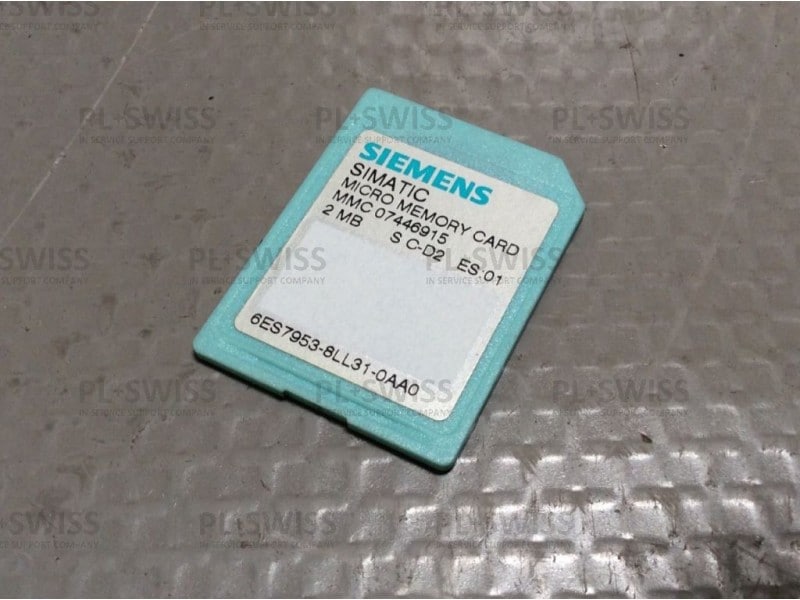 SIEMENS
SIMATIC
MICRO MEMORY CARD
MMC 07446915
2 MB S C-D2 ES:01
6ES7953-8LL31-0AA0
PL+SWISS
IN SERVICE SUPPORT COMPANY